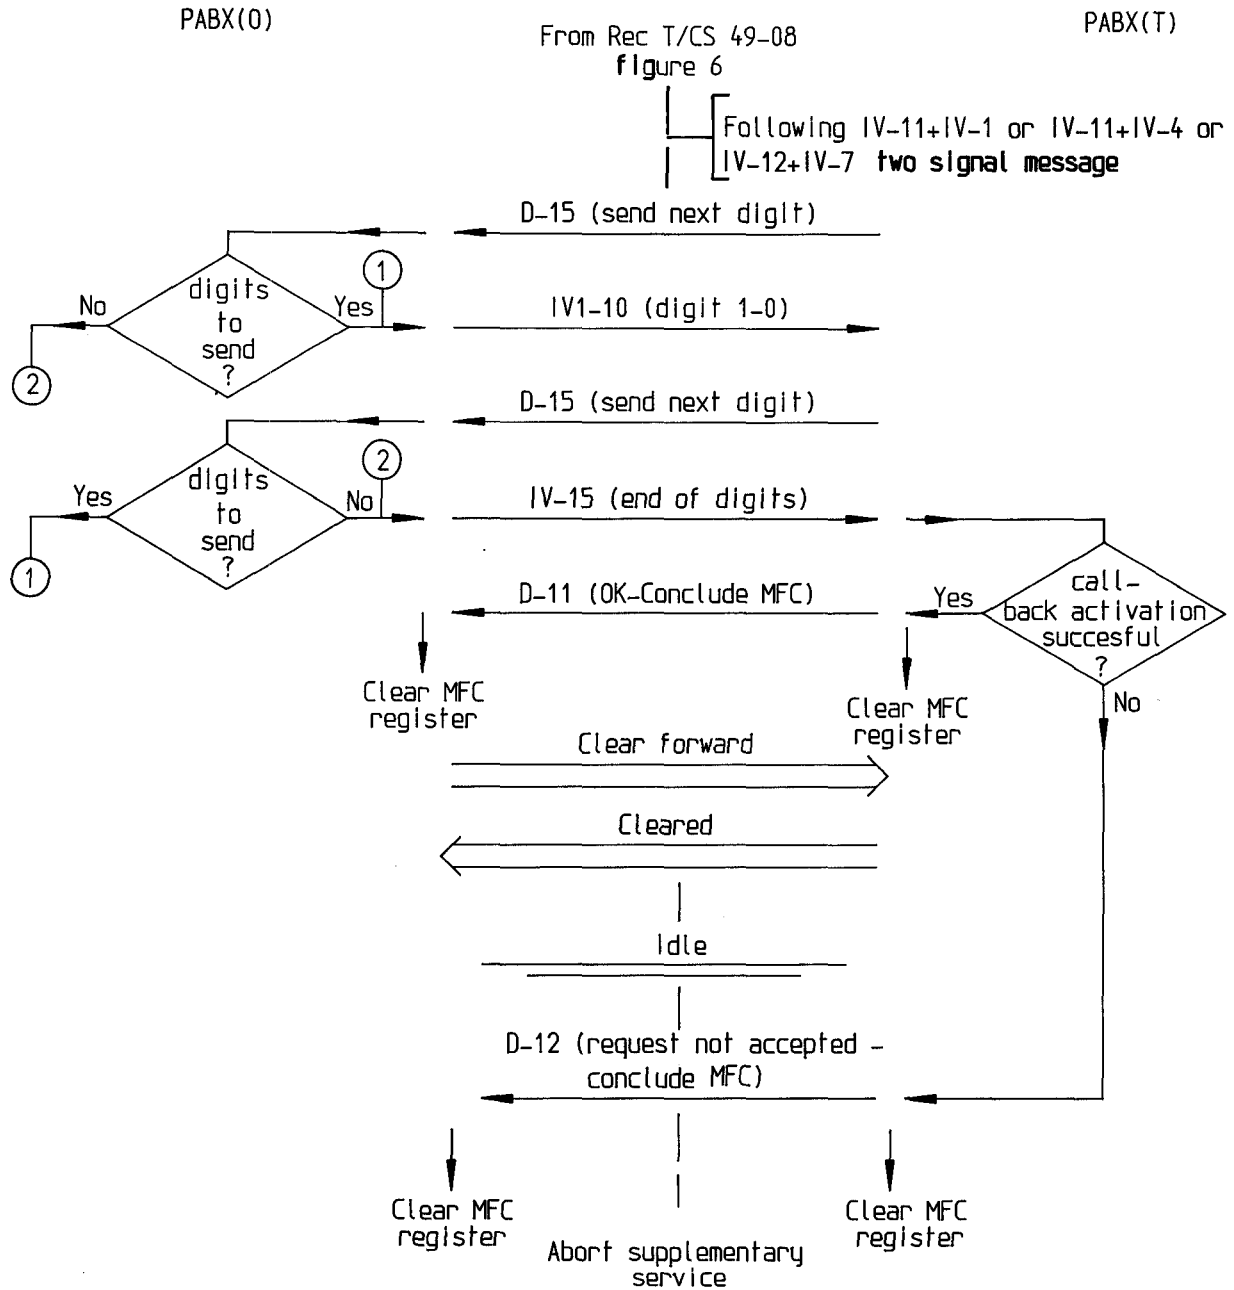 PABX(O)
From Rec T/CS 49-08
figure 6
PABX(T)
Following IV-11+IV-1 or IV-11+IV-4 or
IV-12+IV-7 two signal message
D-15 (send next digit)
1
digits
to
send
?
No
Yes
IV1-10 (digit 1-0)
2
D-15 (send next digit)
2
digits
to
send
?
Yes
No
IV-15 (end of digits)
1
D-11 (OK-Conclude MFC)
Yes
call-
back activation
succesful
?
No
Clear MFC
register
Clear MFC
register
Clear forward
Cleared
Idle
D-12 (request not accepted -
conclude MFC)
Clear MFC
register
Clear MFC
register
Abort supplementary
service